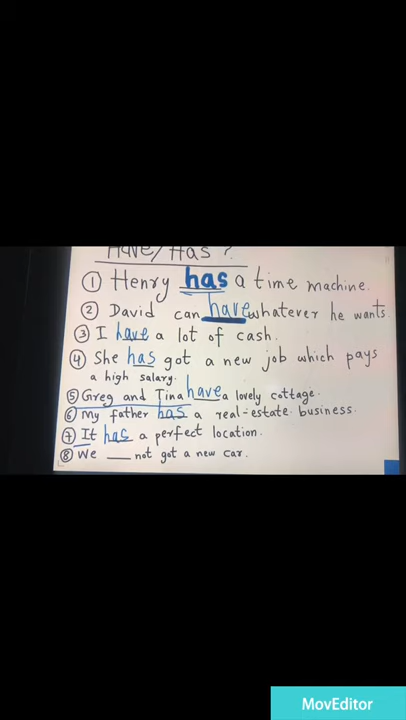 Have/Has ?
① Henry has a time machine.
② David can have whatever he wants.
③ I have a lot of cash.
④ She has got a new job which pays
a high salary.
⑤ Greg and Tina have a lovely cottage.
⑥ My father has a real-estate business.
⑦ It has a perfect location.
⑧ We ___ not got a new car.
MovEditor